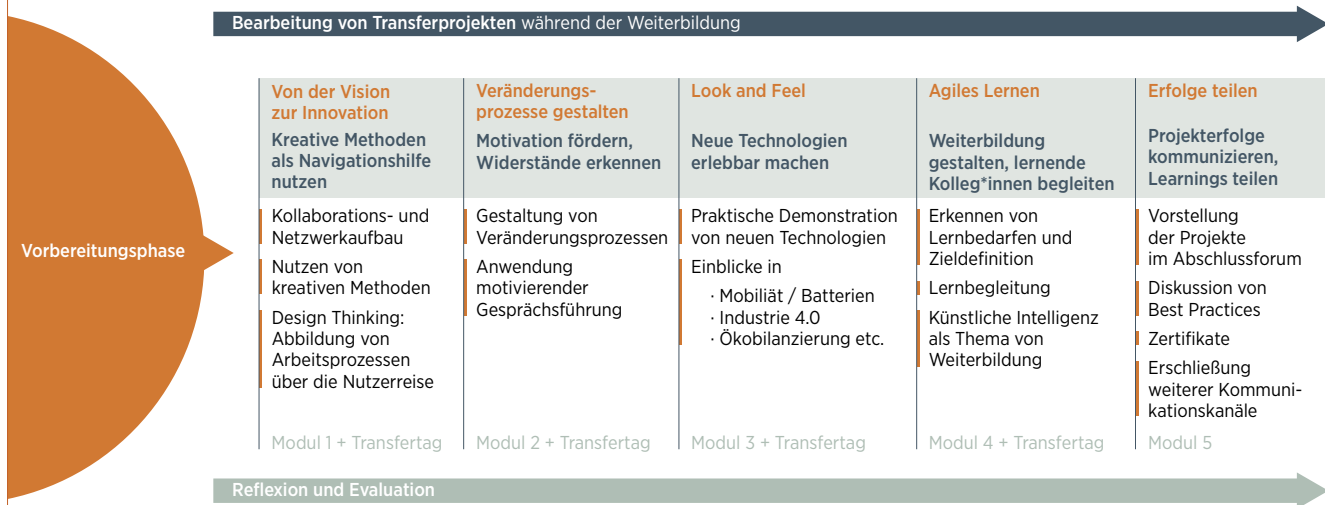 Bearbeitung von Transferprojekten während der Weiterbildung
Vorbereitungsphase
Von der Vision
zur Innovation
Kreative Methoden
als Navigationshilfe
nutzen
Kollaborations- und
Netzwerkaufbau
Nutzen von
kreativen Methoden
Design Thinking:
Abbildung von
Arbeitsprozessen
über die Nutzerreise
Modul 1 + Transfertag
Veränderungs-
prozesse gestalten
Motivation fördern,
Widerstände erkennen
Gestaltung von
Veränderungsprozessen
Anwendung
motivierender
Gesprächsführung
Modul 2 + Transfertag
Look and Feel
Neue Technologien
erlebbar machen
Praktische Demonstration
von neuen Technologien
Einblicke in
· Mobiliät / Batterien
· Industrie 4.0
· Ökobilanzierung etc.
Modul 3 + Transfertag
Agiles Lernen
Weiterbildung
gestalten, lernende
Kolleg*innen begleiten
Erkennen von
Lernbedarfen und
Zieldefinition
Lernbegleitung
Künstliche Intelligenz
als Thema von
Weiterbildung
Modul 4 + Transfertag
Erfolge teilen
Projekterfolge
kommunizieren,
Learnings teilen
Vorstellung
der Projekte
im Abschlussforum
Diskussion von
Best Practices
Zertifikate
Erschließung
weiterer Kommuni-
kationskanäle
Modul 5
Reflexion und Evaluation